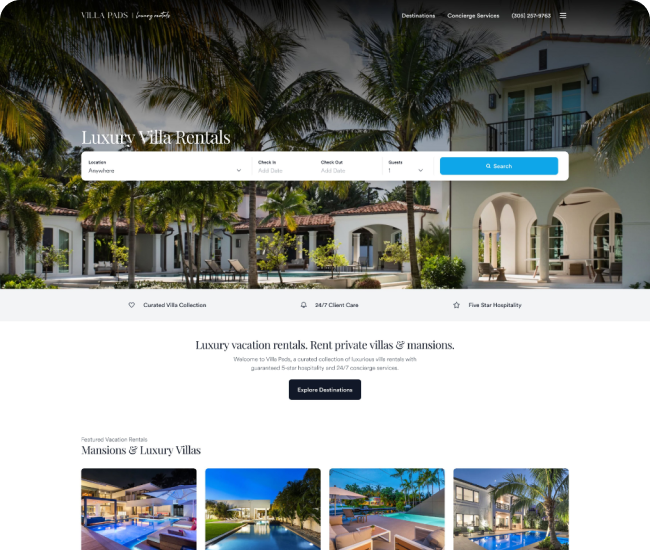 VILLA PADS | Luxury rentals
Destinations Concierge Services (305) 257-9763
Luxury Villa Rentals
Location Check In Check Out Guests
Anywhere Add Date Add Date 1 Search
Curated Villa Collection 24/7 Client Care Five Star Hospitality
Luxury vacation rentals. Rent private villas & mansions.
Welcome to Villa Pads, a curated collection of luxurious villa rentals with
guaranteed 5-star hospitality and 24/7 concierge services.
Explore Destinations
Featured Vacation Rentals
Mansions & Luxury Villas